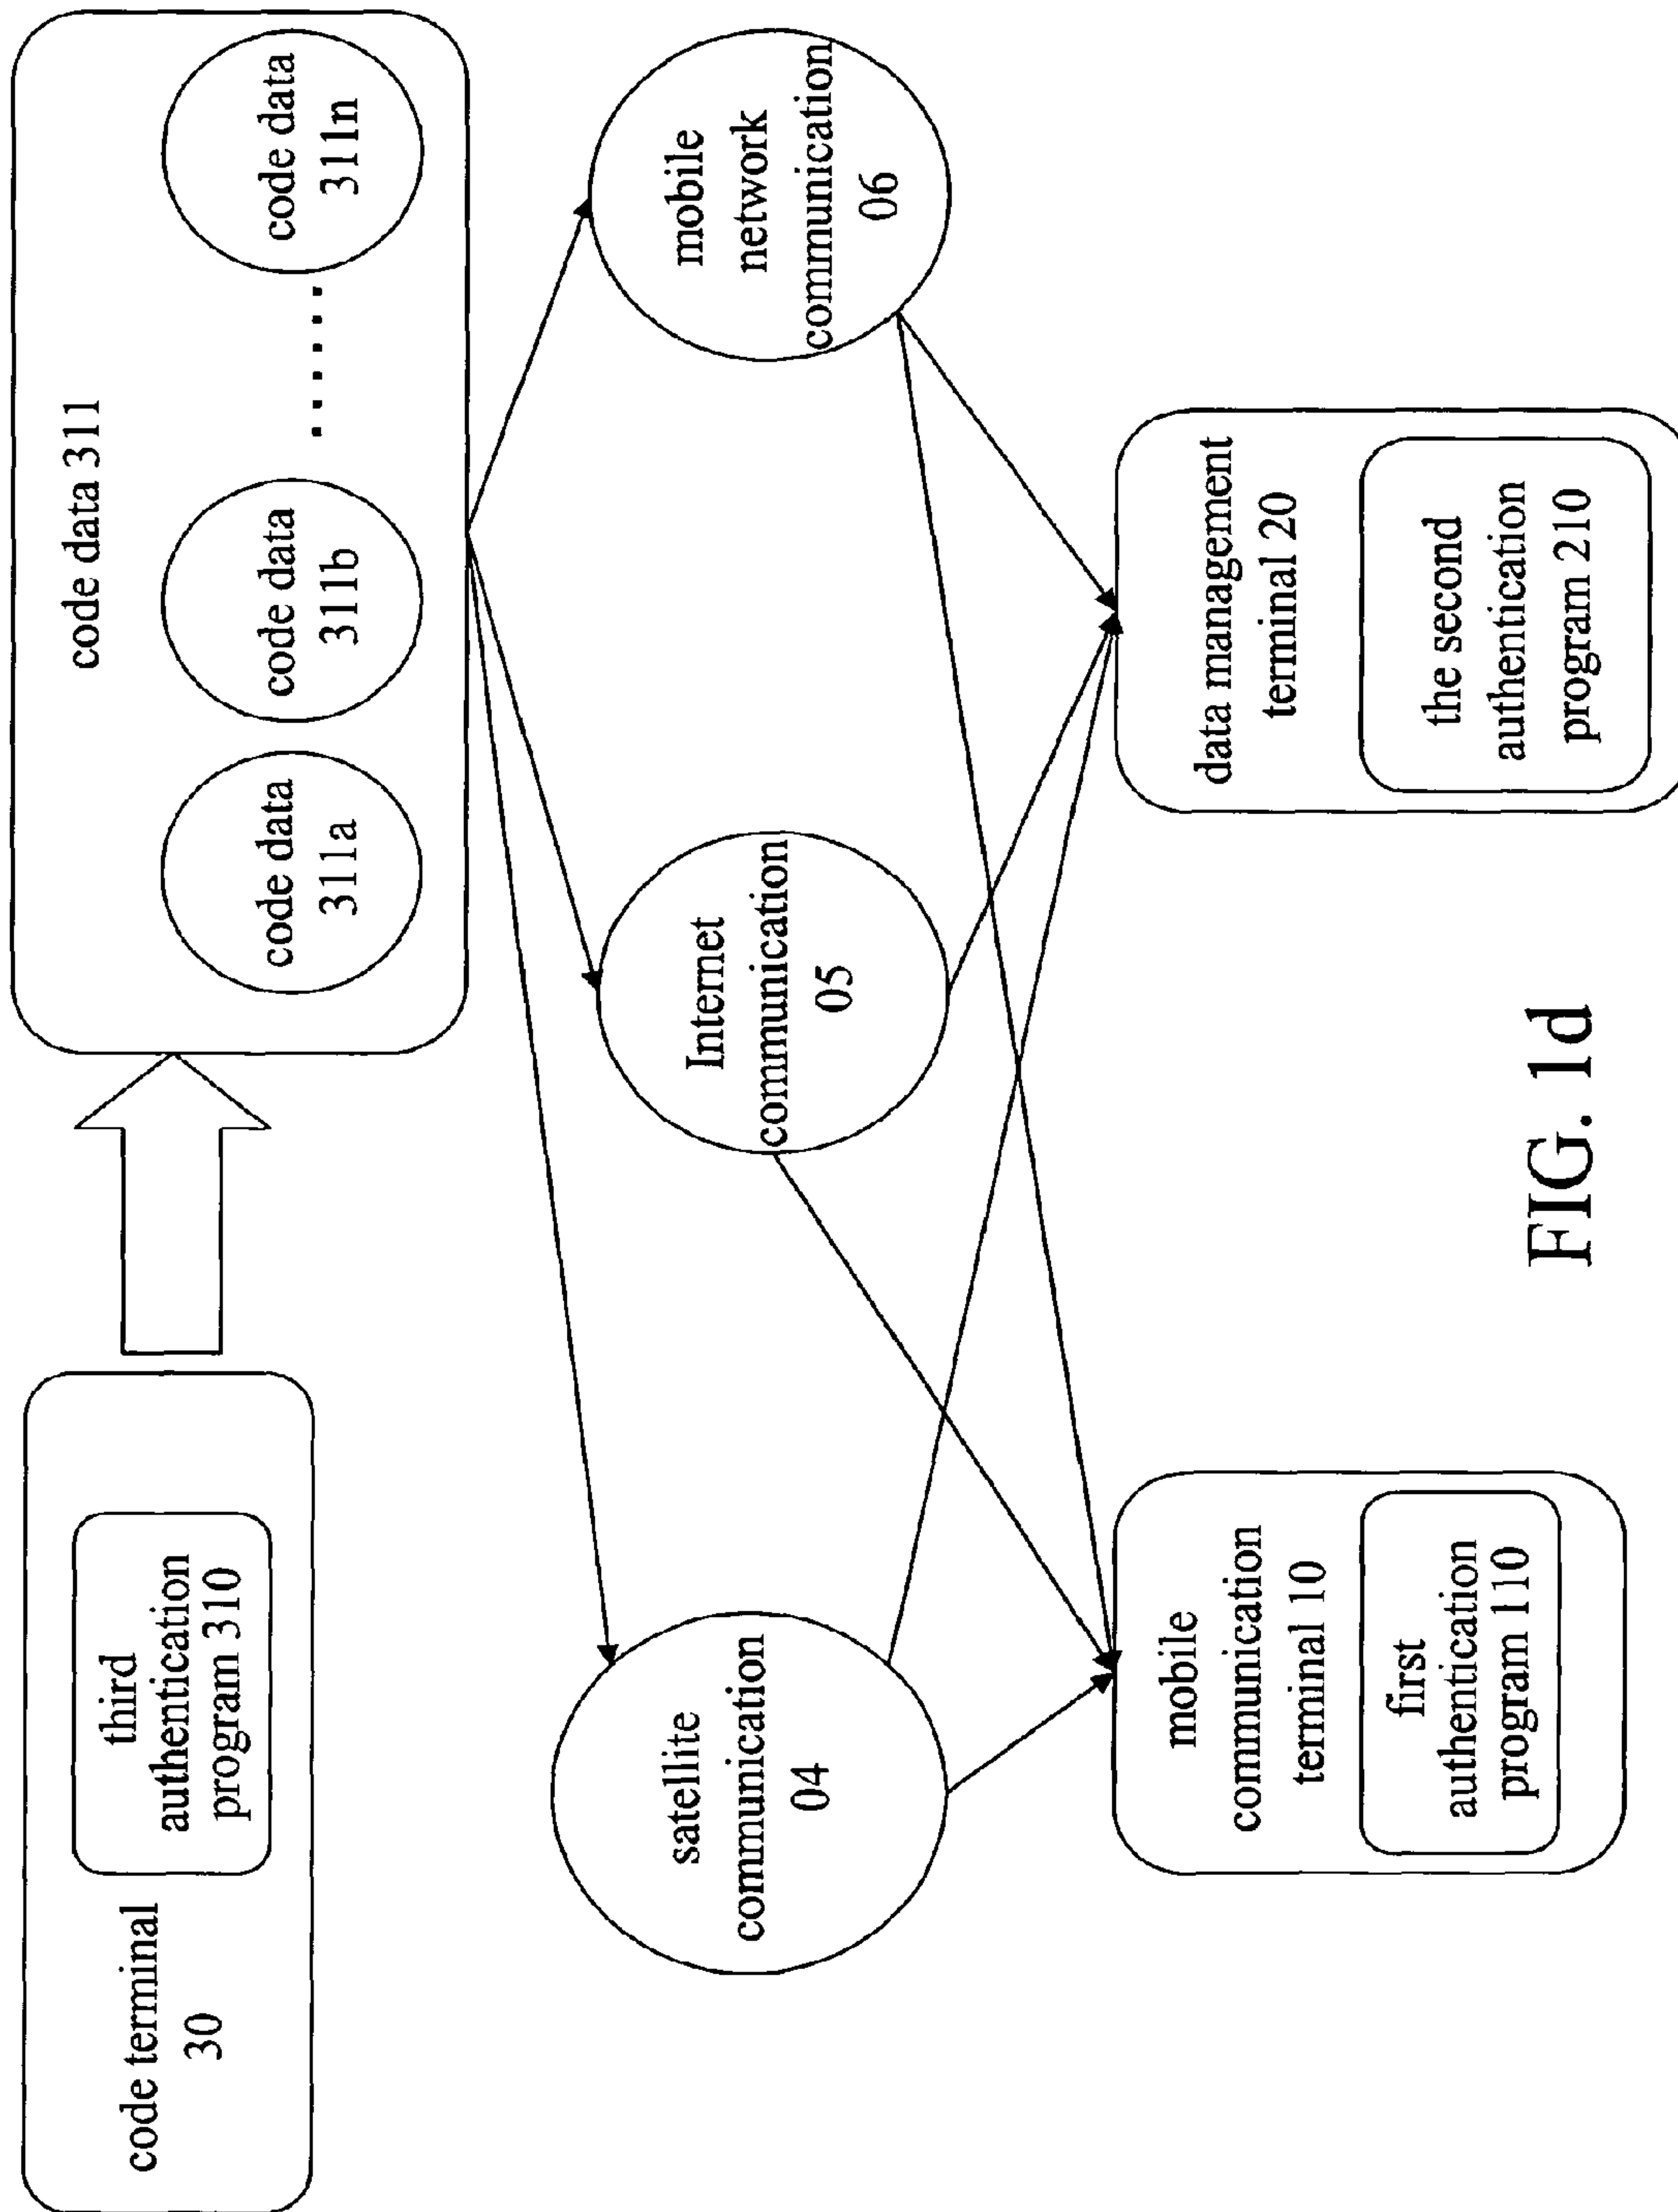 code terminal
30
third
authentication
program 310
code data 311
code data
311a
code data
311b
.......
code data
311n
satellite
communication
04
Internet
communication
05
mobile
network
communication
06
mobile
communication
terminal 10
first
authentication
program 110
data management
terminal 20
the second
authentication
program 210
FIG. 1d